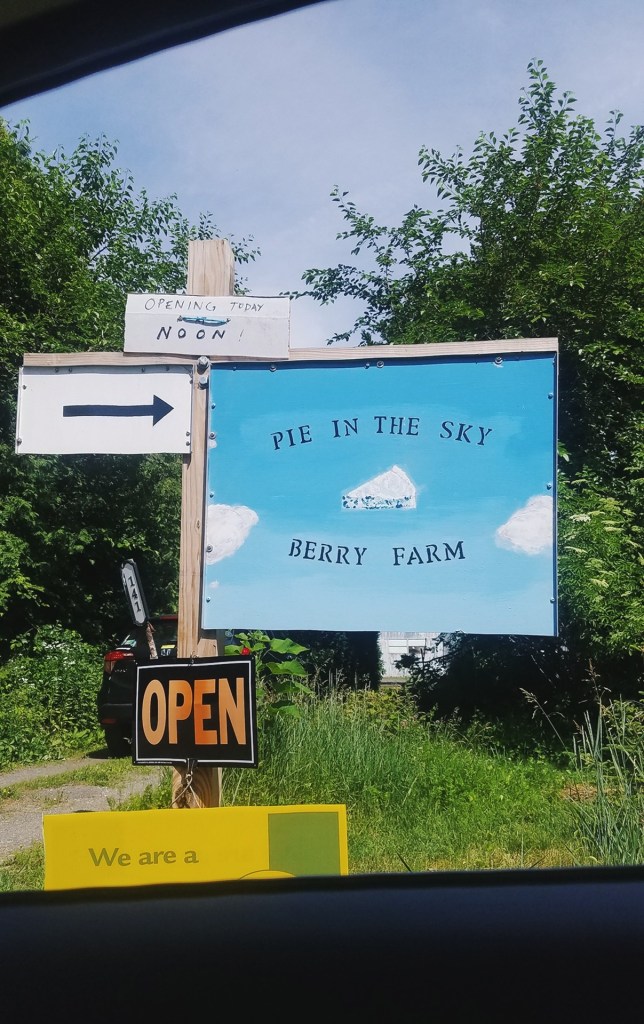 OPENING TODAY
NOON!
PIE IN THE SKY
BERRY FARM
141
OPEN
We are a